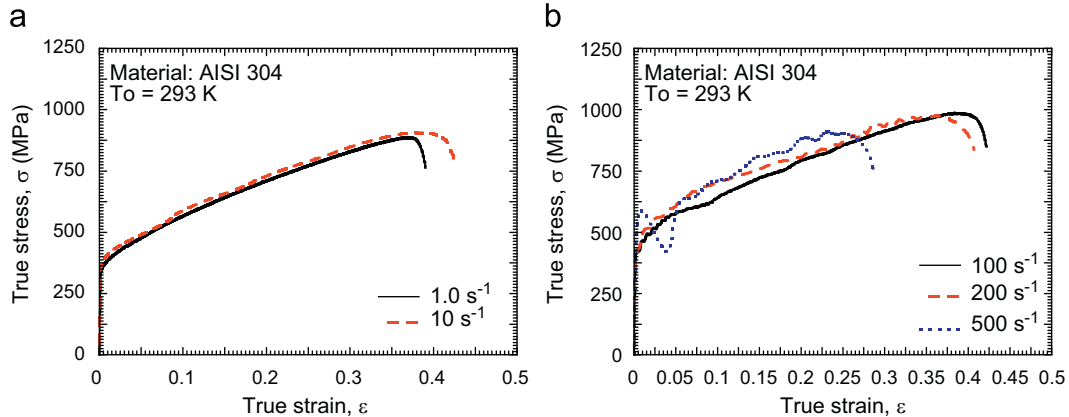 a
1250
1000
750
500
250
0
True stress, σ (MPa)
Material: AISI 304
To = 293 K
1.0 s⁻¹
10 s⁻¹
0 0.1 0.2 0.3 0.4 0.5
True strain, ε
b
1250
1000
750
500
250
0
True stress, σ (MPa)
Material: AISI 304
To = 293 K
100 s⁻¹
200 s⁻¹
500 s⁻¹
0 0.05 0.1 0.15 0.2 0.25 0.3 0.35 0.4 0.45 0.5
True strain, ε